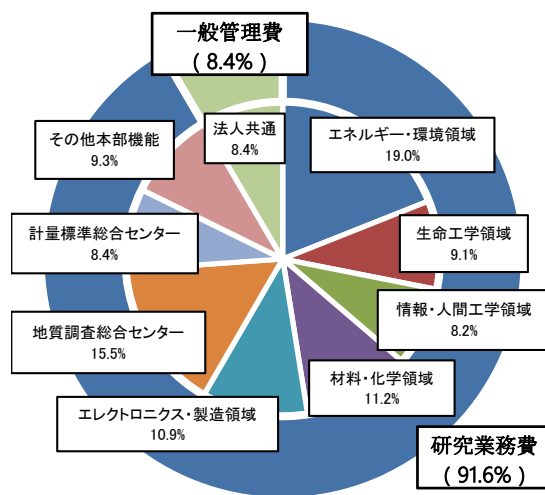 一般管理費
( 8.4% )
法人共通
8.4%
エネルギー・環境領域
19.0%
生命工学領域
9.1%
情報・人間工学領域
8.2%
材料・化学領域
11.2%
エレクトロニクス・製造領域
10.9%
地質調査総合センター
15.5%
計量標準総合センター
8.4%
その他本部機能
9.3%
研究業務費
( 91.6% )